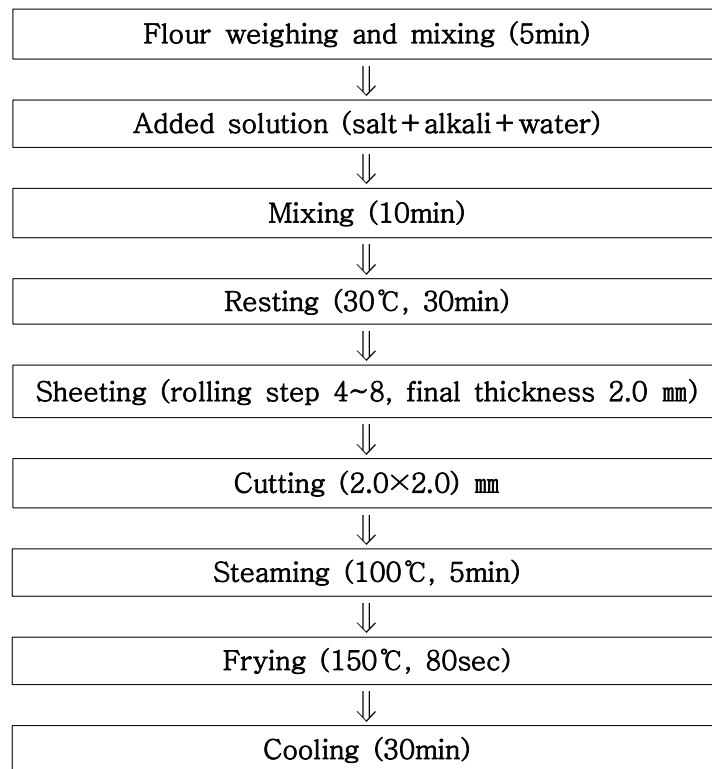 Flour weighing and mixing (5min)
⇓
Added solution (salt+alkali+water)
⇓
Mixing (10min)
⇓
Resting (30℃, 30min)
⇓
Sheeting (rolling step 4~8, final thickness 2.0 ㎜)
⇓
Cutting (2.0×2.0) ㎜
⇓
Steaming (100℃, 5min)
⇓
Frying (150℃, 80sec)
⇓
Cooling (30min)